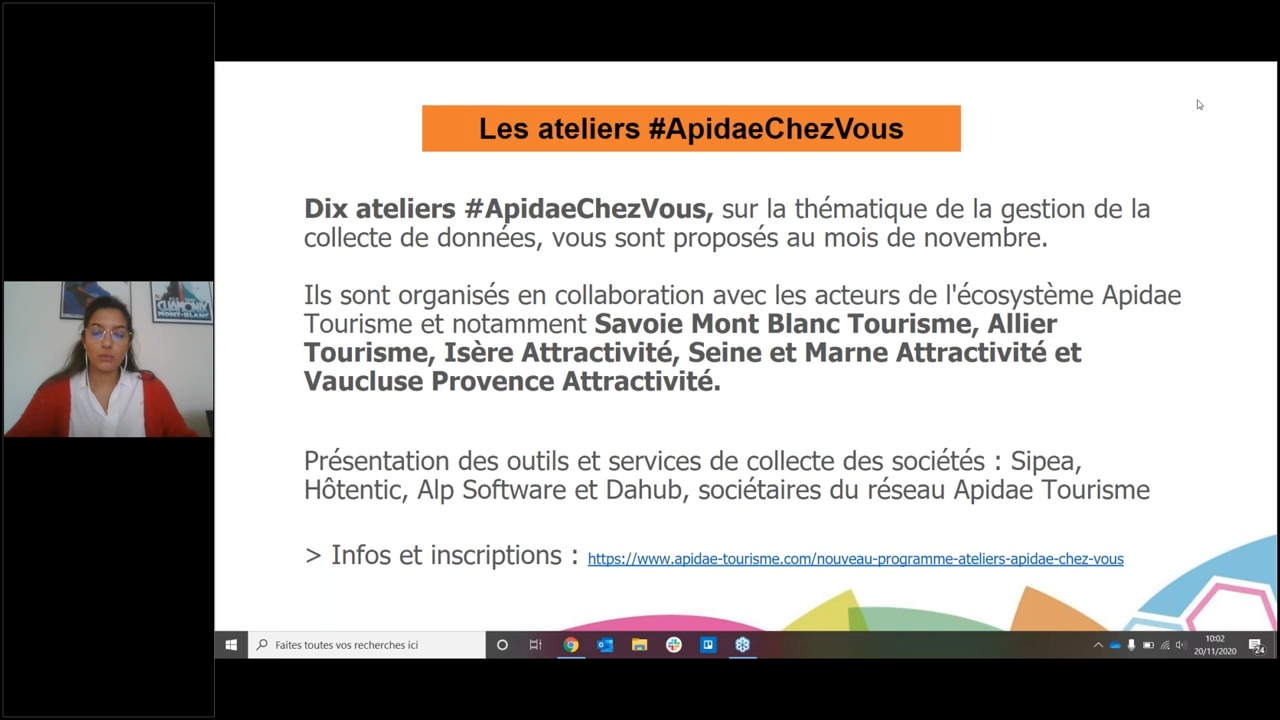 Les ateliers #ApidaeChezVous
Dix ateliers #ApidaeChezVous, sur la thématique de la gestion de la
collecte de données, vous sont proposés au mois de novembre.
Ils sont organisés en collaboration avec les acteurs de l'écosystème Apidae
Tourisme et notamment Savoie Mont Blanc Tourisme, Allier
Tourisme, Isère Attractivité, Seine et Marne Attractivité et
Vaucluse Provence Attractivité.
CHAMONIX
MONT-BLANC
Présentation des outils et services de collecte des sociétés : Sipea,
Hôtentic, Alp Software et Dahub, sociétaires du réseau Apidae Tourisme
> Infos et inscriptions : https://www.apidae-tourisme.com/nouveau-programme-ateliers-apidae-chez-vous
Faites toutes vos recherches ici
10:02
20/11/2020
24